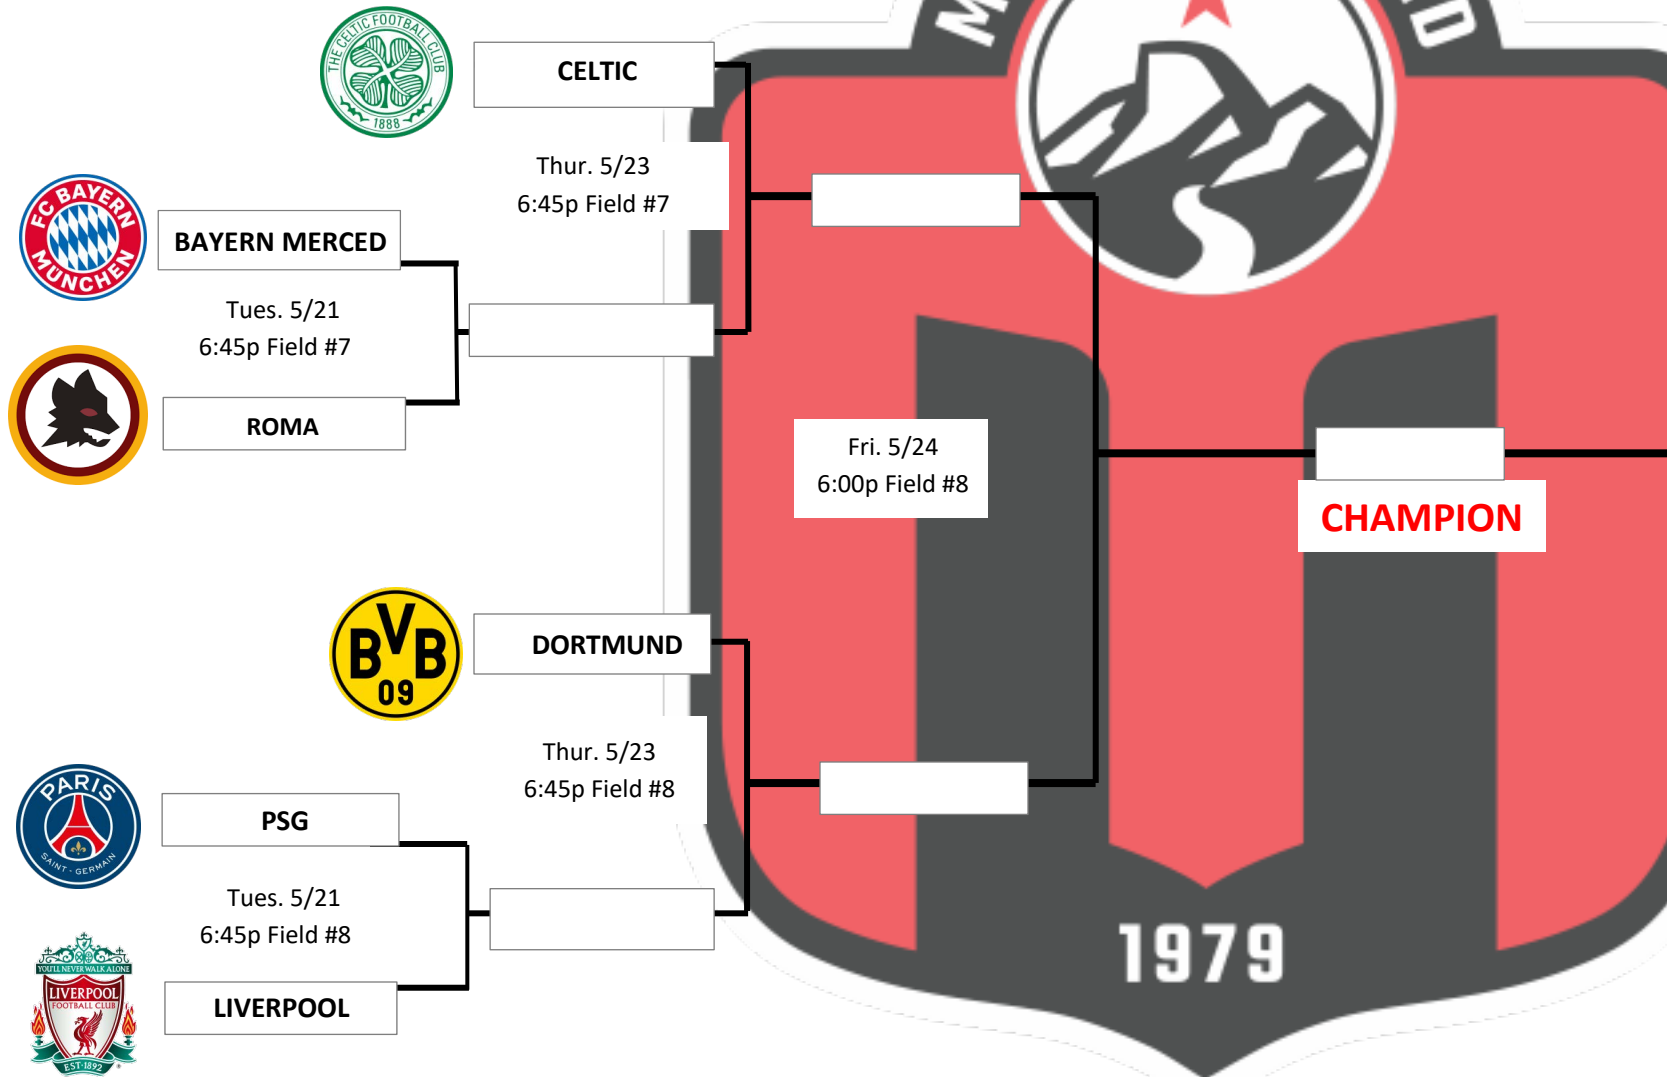 THE CELTIC FOOTBALL CLUB
1888
CELTIC
Thur. 5/23
6:45p Field #7
FC BAYERN
MÜNCHEN
BAYERN MERCED
Tues. 5/21
6:45p Field #7
ROMA
Fri. 5/24
6:00p Field #8
CHAMPION
BVB
09
DORTMUND
Thur. 5/23
6:45p Field #8
PARIS
SAINT-GERMAIN
PSG
Tues. 5/21
6:45p Field #8
YOU'LL NEVER WALK ALONE
LIVERPOOL
FOOTBALL CLUB
EST·1892
LIVERPOOL
1979